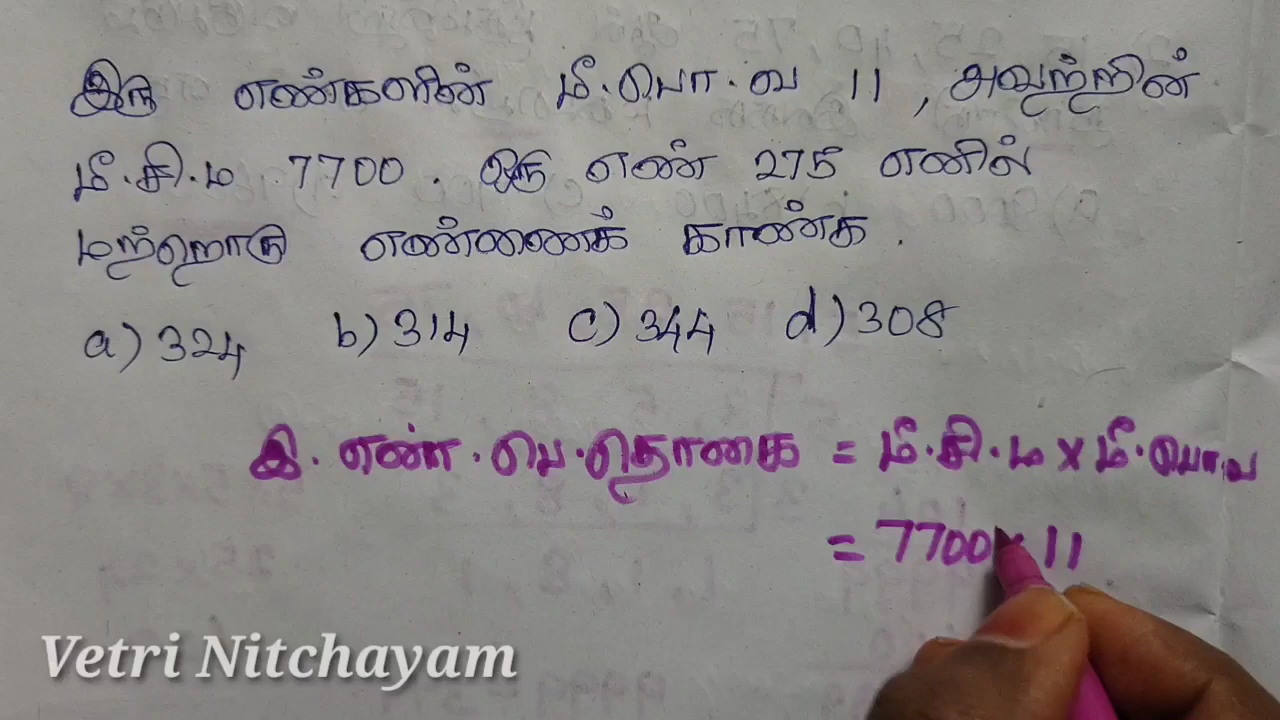 இரு எண்களின் மீ.பொ.வ 11, அவற்றின்
மீ.சி.ம 7700. ஒரு எண் 275 எனில்
மற்றொரு எண்ணைக் காண்க.
a) 324 b) 314 c) 344 d) 308
இ.எண்.பெ.தொகை = மீ.சி.ம x மீ.பொ.வ
= 7700 x 11
Vetri Nitchayam